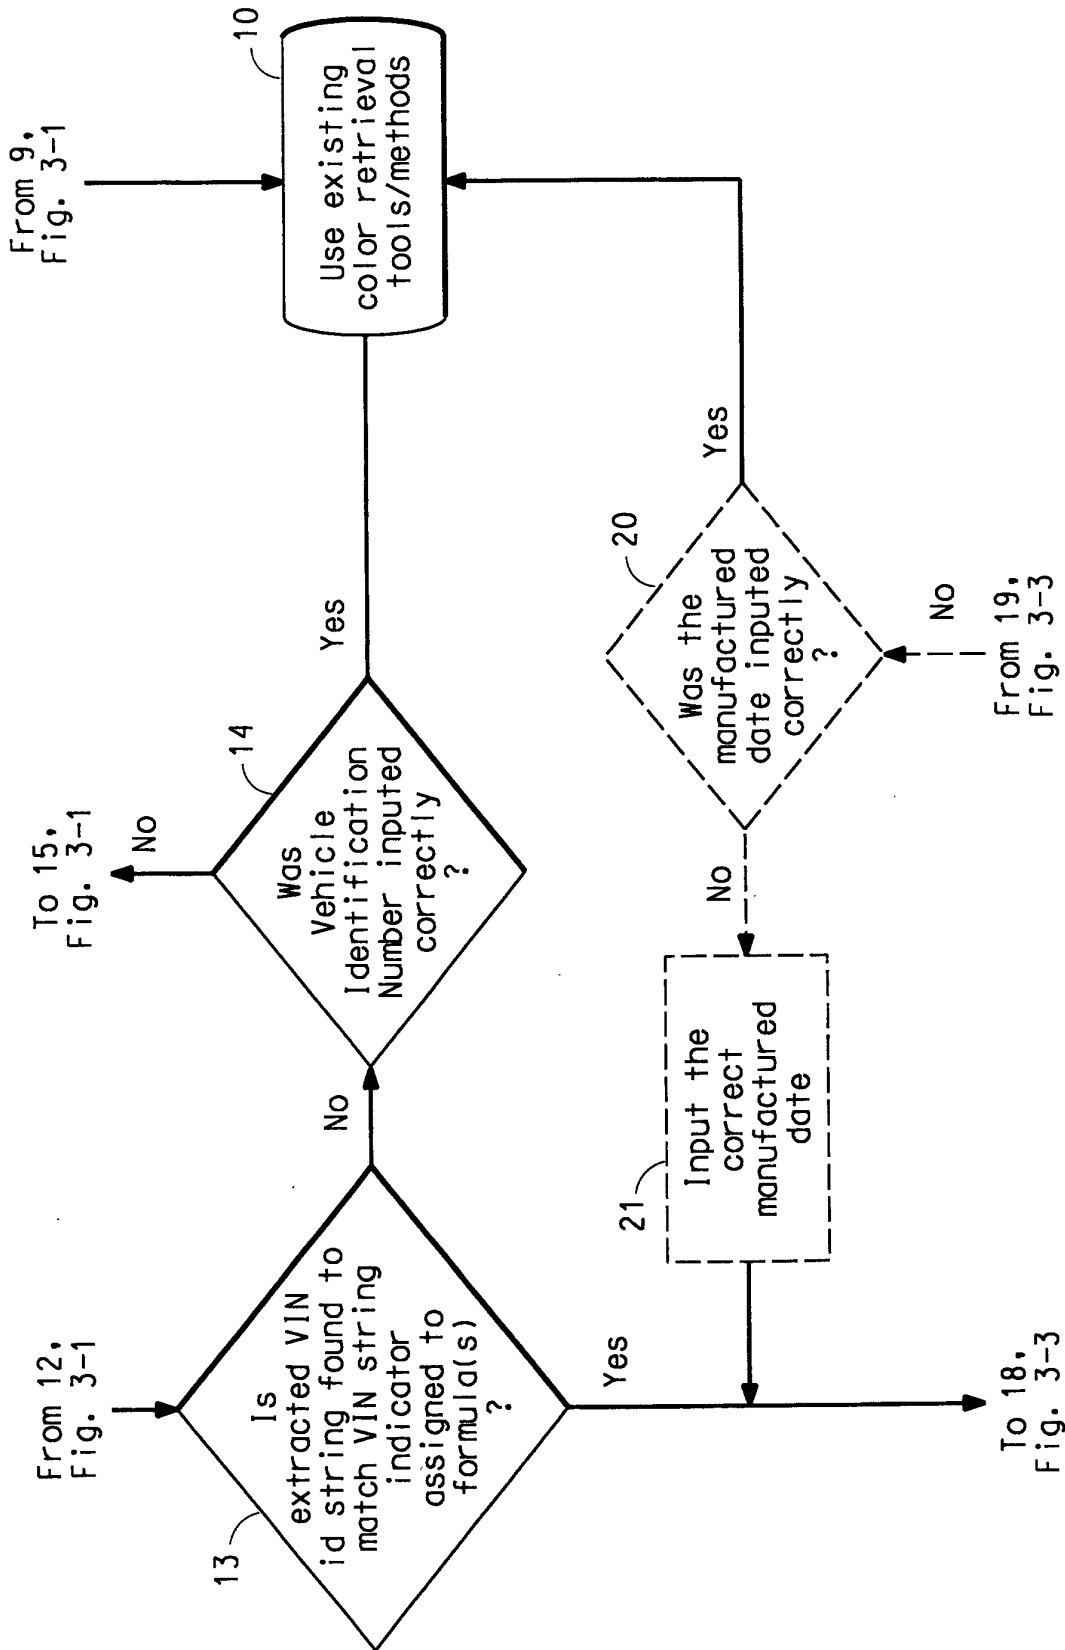 From 12,
Fig. 3-1
13
Is
extracted VIN
id string found to
match VIN string
indicator
assigned to
formula(s)
?
No
Yes
To 15,
Fig. 3-1
No
14
Was
Vehicle
Identification
Number inputed
correctly
?
Yes
From 9,
Fig. 3-1
10
Use existing
color retrieval
tools/methods
21
Input the
correct
manufactured
date
No
20
Was the
manufactured
date inputed
correctly
?
Yes
No
From 19,
Fig. 3-3
To 18,
Fig. 3-3